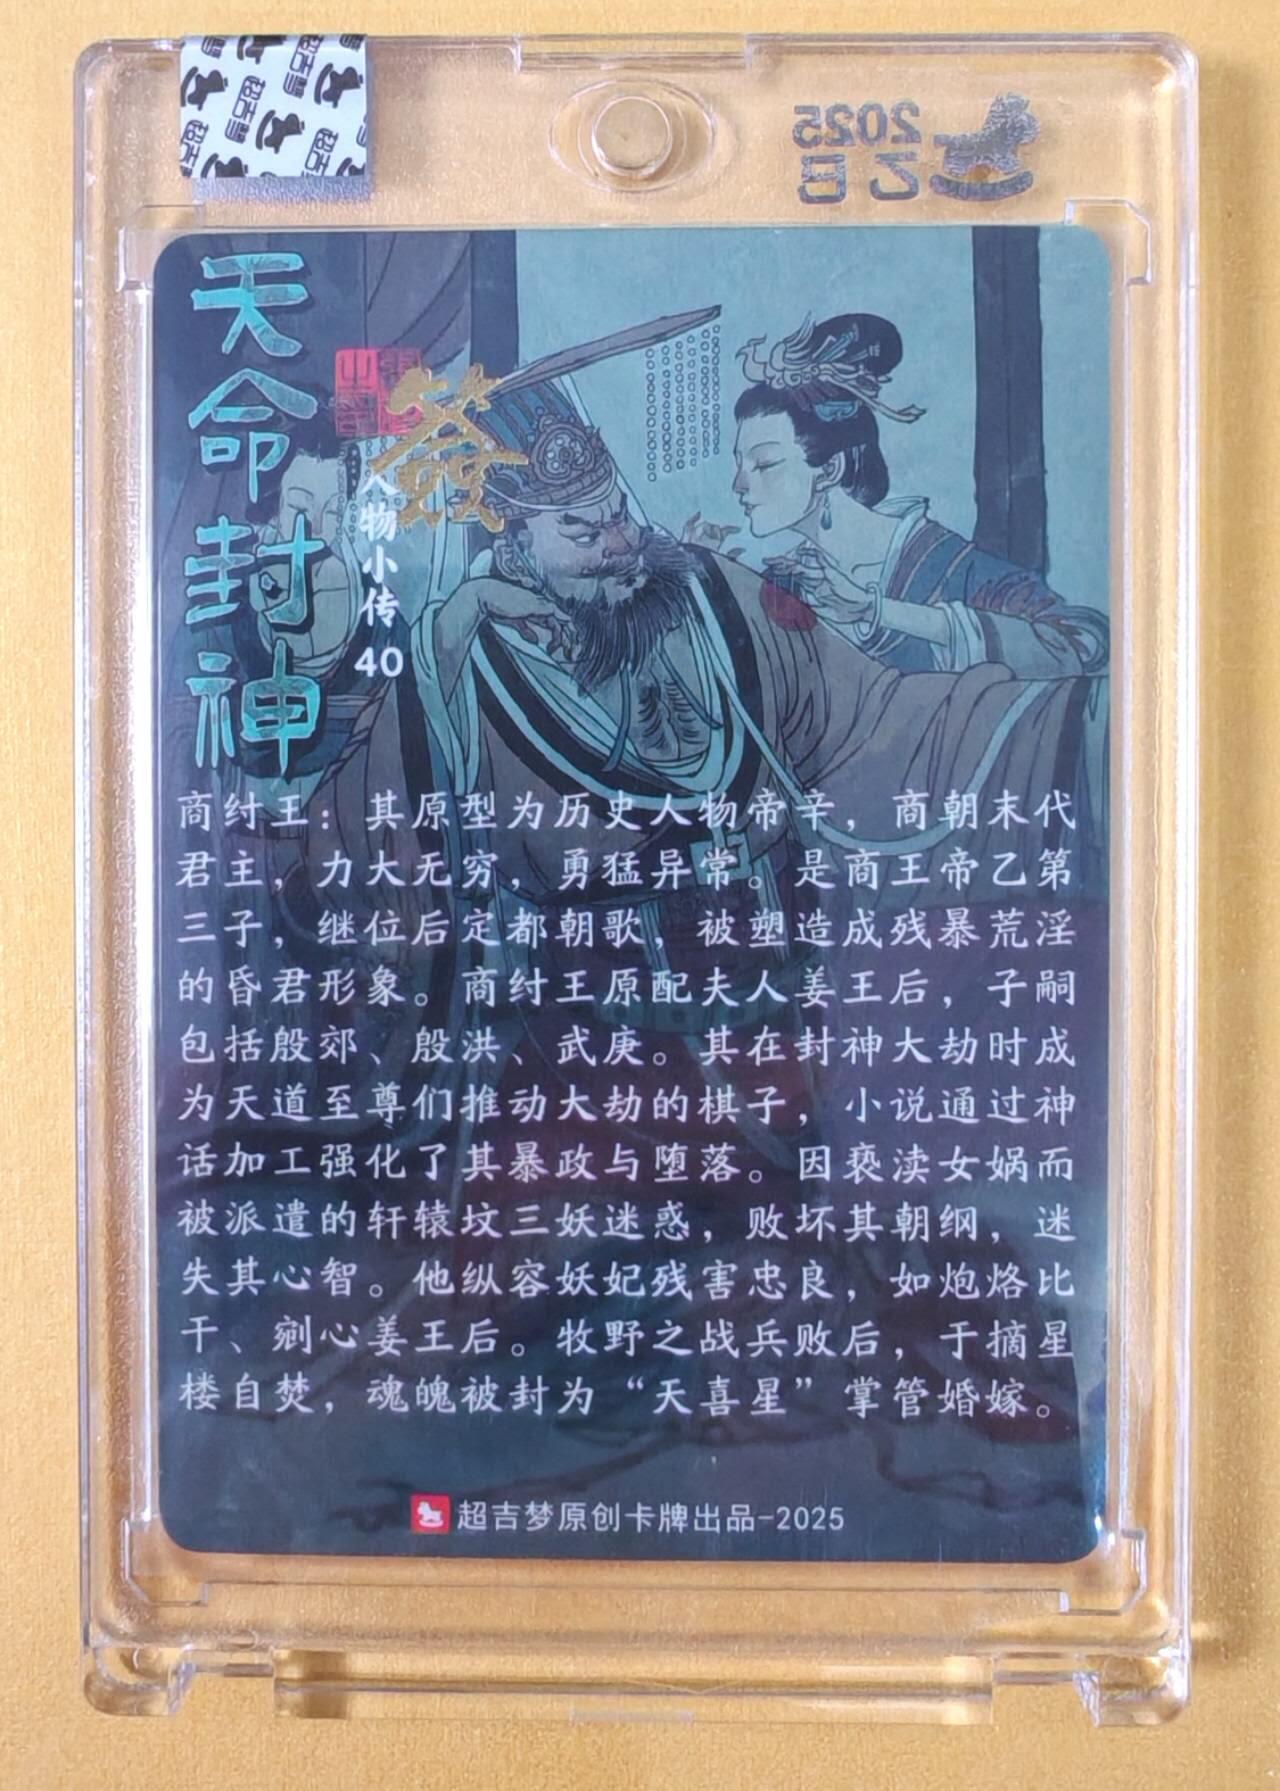 2025
乙巳
天命封神
人物小传
40
商纣王：其原型为历史人物帝辛，商朝末代
君主，力大无穷，勇猛异常。是商王帝乙第
三子，继位后定都朝歌，被塑造成残暴荒淫
的昏君形象。商纣王原配夫人姜王后，子嗣
包括殷郊、殷洪、武庚。其在封神大劫时成
为天道至尊们推动大劫的棋子，小说通过神
话加工强化了其暴政与堕落。因亵渎女娲而
被派遣的轩辕坟三妖迷惑，败坏其朝纲，迷
失其心智。他纵容妖妃残害忠良，如炮烙比
干、剜心姜王后。牧野之战兵败后，于摘星
楼自焚，魂魄被封为“天喜星”掌管婚嫁。
超吉梦原创卡牌出品-2025